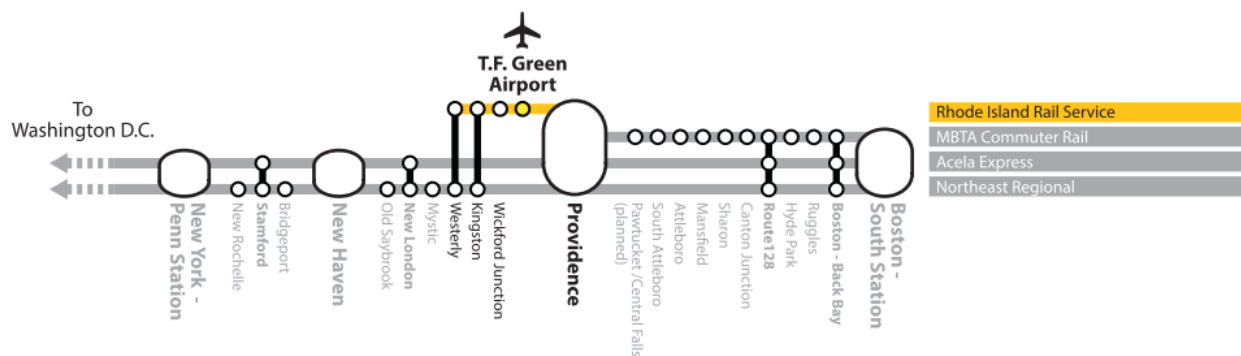 T.F. Green
Airport
To
Washington D.C.
Rhode Island Rail Service
MBTA Commuter Rail
Acela Express
Northeast Regional
New York -
Penn Station
New Rochelle
Stamford
Bridgeport
New Haven
Old Saybrook
New London
Mystic
Westerly
Kingston
Wickford Junction
Providence
Pawtucket /Central Falls
(planned)
South Attleboro
Attleboro
Mansfield
Sharon
Canton Junction
Route128
Hyde Park
Ruggles
Boston - Back Bay
Boston -
South Station